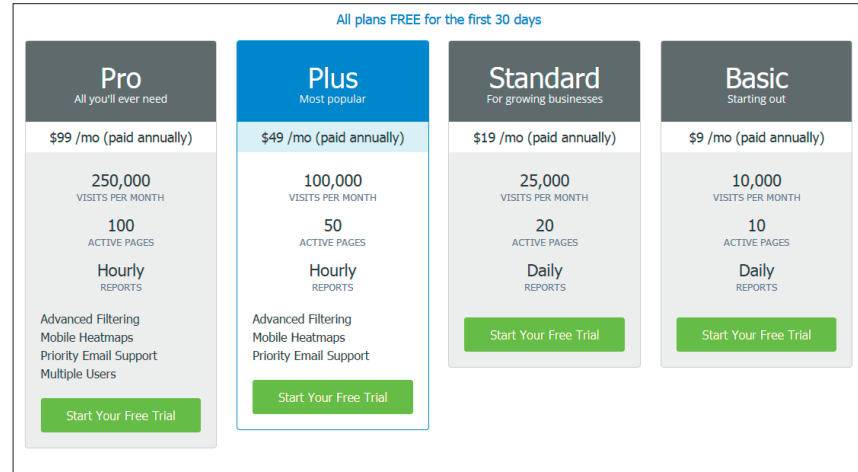 All plans FREE for the first 30 days
Pro
All you'll ever need
$99 /mo (paid annually)
250,000
VISITS PER MONTH
100
ACTIVE PAGES
Hourly
REPORTS
Advanced Filtering
Mobile Heatmaps
Priority Email Support
Multiple Users
Start Your Free Trial
Plus
Most popular
$49 /mo (paid annually)
100,000
VISITS PER MONTH
50
ACTIVE PAGES
Hourly
REPORTS
Advanced Filtering
Mobile Heatmaps
Priority Email Support
Start Your Free Trial
Standard
For growing businesses
$19 /mo (paid annually)
25,000
VISITS PER MONTH
20
ACTIVE PAGES
Daily
REPORTS
Start Your Free Trial
Basic
Starting out
$9 /mo (paid annually)
10,000
VISITS PER MONTH
10
ACTIVE PAGES
Daily
REPORTS
Start Your Free Trial